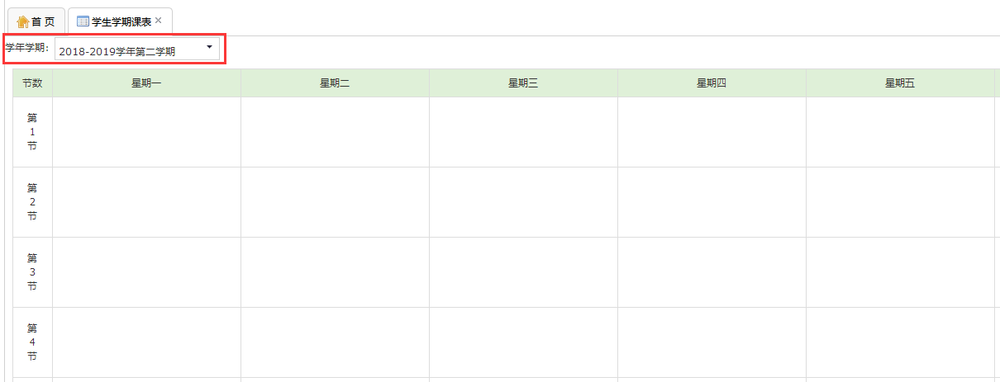 首 页 学生学期课表
学年学期： 2018-2019学年第二学期
节数 星期一 星期二 星期三 星期四 星期五
第
1
节
第
2
节
第
3
节
第
4
节